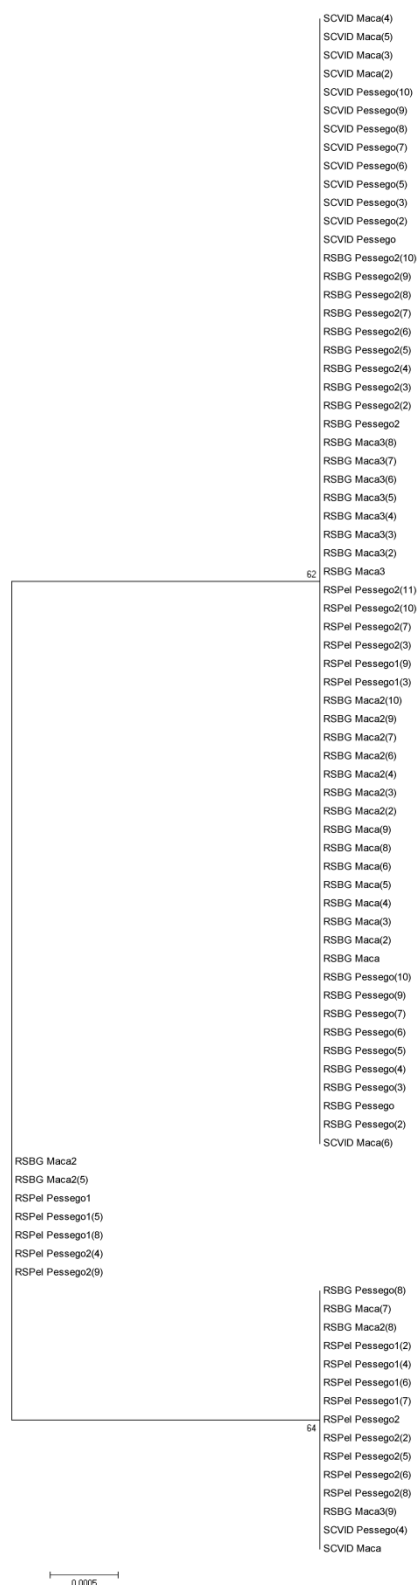 SCVID Maca(4)
SCVID Maca(5)
SCVID Maca(3)
SCVID Maca(2)
SCVID Pessego(10)
SCVID Pessego(9)
SCVID Pessego(8)
SCVID Pessego(7)
SCVID Pessego(6)
SCVID Pessego(5)
SCVID Pessego(3)
SCVID Pessego(2)
SCVID Pessego
RSBG Pessego2(10)
RSBG Pessego2(9)
RSBG Pessego2(8)
RSBG Pessego2(7)
RSBG Pessego2(6)
RSBG Pessego2(5)
RSBG Pessego2(4)
RSBG Pessego2(3)
RSBG Pessego2(2)
RSBG Pessego2
RSBG Maca3(8)
RSBG Maca3(7)
RSBG Maca3(6)
RSBG Maca3(5)
RSBG Maca3(4)
RSBG Maca3(3)
RSBG Maca3(2)
RSBG Maca3
62
RSPel Pessego2(11)
RSPel Pessego2(10)
RSPel Pessego2(7)
RSPel Pessego2(3)
RSPel Pessego1(9)
RSPel Pessego1(3)
RSBG Maca2(10)
RSBG Maca2(9)
RSBG Maca2(7)
RSBG Maca2(6)
RSBG Maca2(4)
RSBG Maca2(3)
RSBG Maca2(2)
RSBG Maca(9)
RSBG Maca(8)
RSBG Maca(6)
RSBG Maca(5)
RSBG Maca(4)
RSBG Maca(3)
RSBG Maca(2)
RSBG Maca
RSBG Pessego(10)
RSBG Pessego(9)
RSBG Pessego(7)
RSBG Pessego(6)
RSBG Pessego(5)
RSBG Pessego(4)
RSBG Pessego(3)
RSBG Pessego
RSBG Pessego(2)
SCVID Maca(6)
RSBG Maca2
RSBG Maca2(5)
RSPel Pessego1
RSPel Pessego1(5)
RSPel Pessego1(8)
RSPel Pessego2(4)
RSPel Pessego2(9)
RSBG Pessego(8)
RSBG Maca(7)
RSBG Maca2(8)
RSPel Pessego1(2)
RSPel Pessego1(4)
RSPel Pessego1(6)
RSPel Pessego1(7)
RSPel Pessego2
64
RSPel Pessego2(2)
RSPel Pessego2(5)
RSPel Pessego2(6)
RSPel Pessego2(8)
RSBG Maca3(9)
SCVID Pessego(4)
SCVID Maca
0.0005